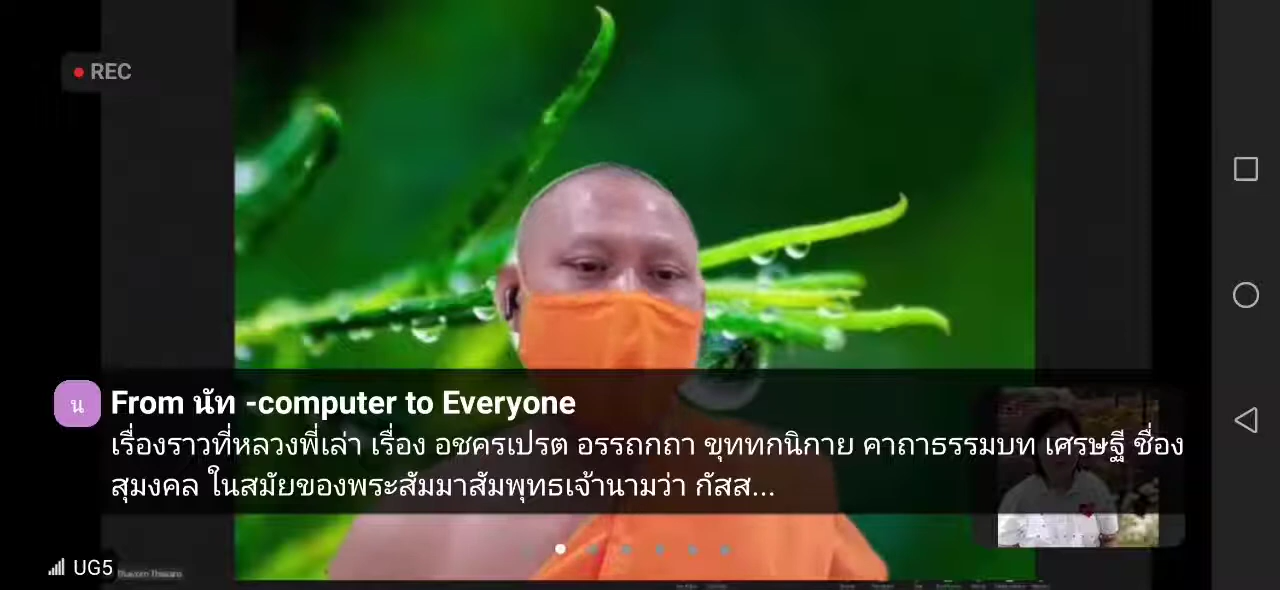 REC
น
From นัท -computer to Everyone
เรื่องราวที่หลวงพี่เล่า เรื่อง อชครเปรต อรรถกถา ขุททกนิกาย คาถาธรรมบท เศรษฐี ชื่อง
สุมงคล ในสมัยของพระสัมมาสัมพุทธเจ้านามว่า กัสส...
UG5